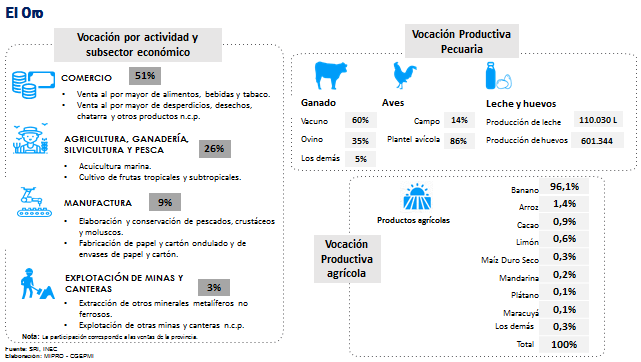 El Oro
Vocación por actividad y
subsector económico
COMERCIO 51%
• Venta al por mayor de alimentos, bebidas y tabaco.
• Venta al por mayor de desperdicios, desechos,
chatarra y otros productos n.c.p.
AGRICULTURA, GANADERÍA,
SILVICULTURA Y PESCA 26%
• Acuicultura marina.
• Cultivo de frutas tropicales y subtropicales.
MANUFACTURA 9%
• Elaboración y conservación de pescados, crustáceos
y moluscos.
• Fabricación de papel y cartón ondulado y de
envases de papel y cartón.
EXPLOTACIÓN DE MINAS Y
CANTERAS 3%
• Extracción de otros minerales metalíferos no
ferrosos.
• Explotación de otras minas y canteras n.c.p.
Nota: La participación corresponde a las ventas de la provincia.
Fuente: SRI, INEC
Elaboración: MIPRO - CGEPMI
Vocación Productiva
Pecuaria
Ganado
Vacuno 60%
Ovino 35%
Los demás 5%
Aves
Campo 14%
Plantel avícola 86%
Leche y huevos
Producción de leche 110.030 L
Producción de huevos 601.344
Vocación
Productiva
agrícola
Productos agrícolas
Banano 96,1%
Arroz 1,4%
Cacao 0,9%
Limón 0,6%
Maíz Duro Seco 0,3%
Mandarina 0,2%
Plátano 0,1%
Maracuyá 0,1%
Los demás 0,3%
Total 100%